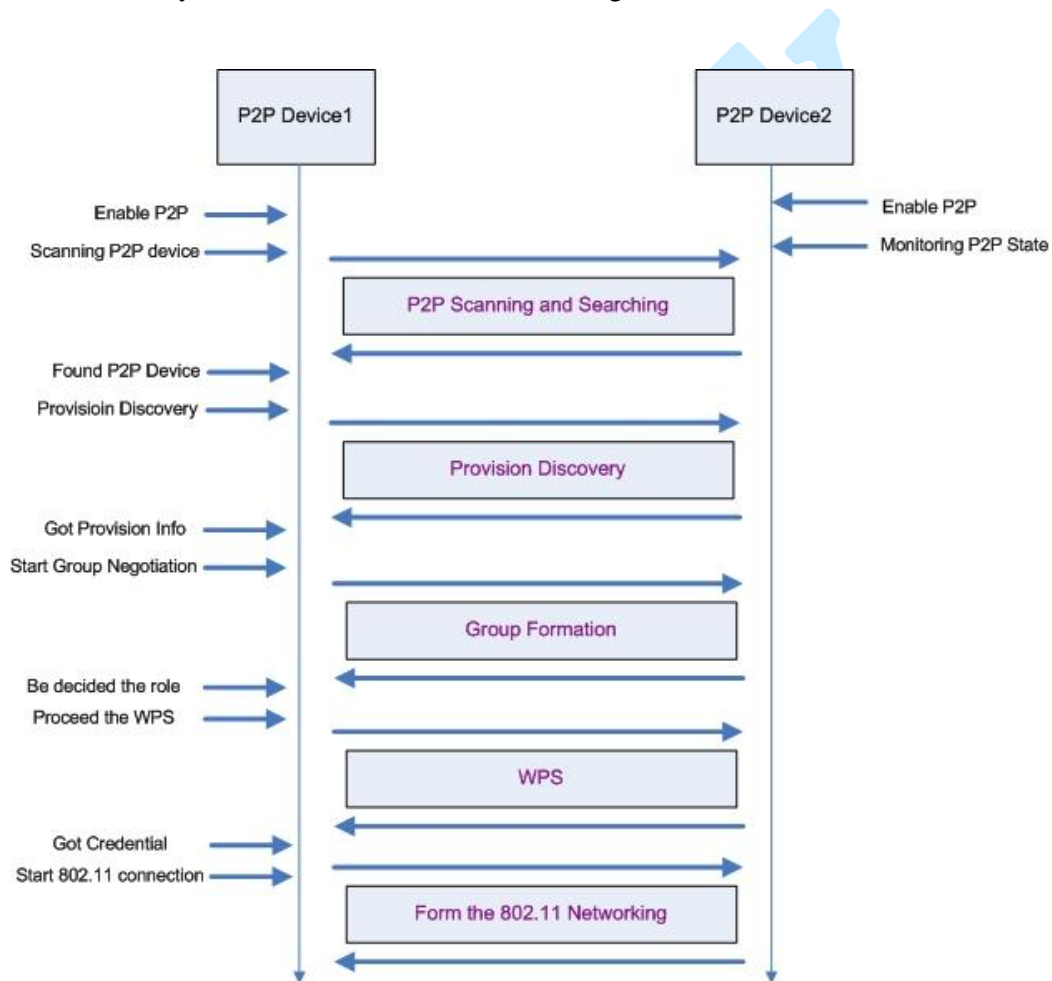 P2P Device1
P2P Device2
Enable P2P
Enable P2P
Scanning P2P device
Monitoring P2P State
P2P Scanning and Searching
Found P2P Device
Provisioin Discovery
Provision Discovery
Got Provision Info
Start Group Negotiation
Group Formation
Be decided the role
Proceed the WPS
WPS
Got Credential
Start 802.11 connection
Form the 802.11 Networking